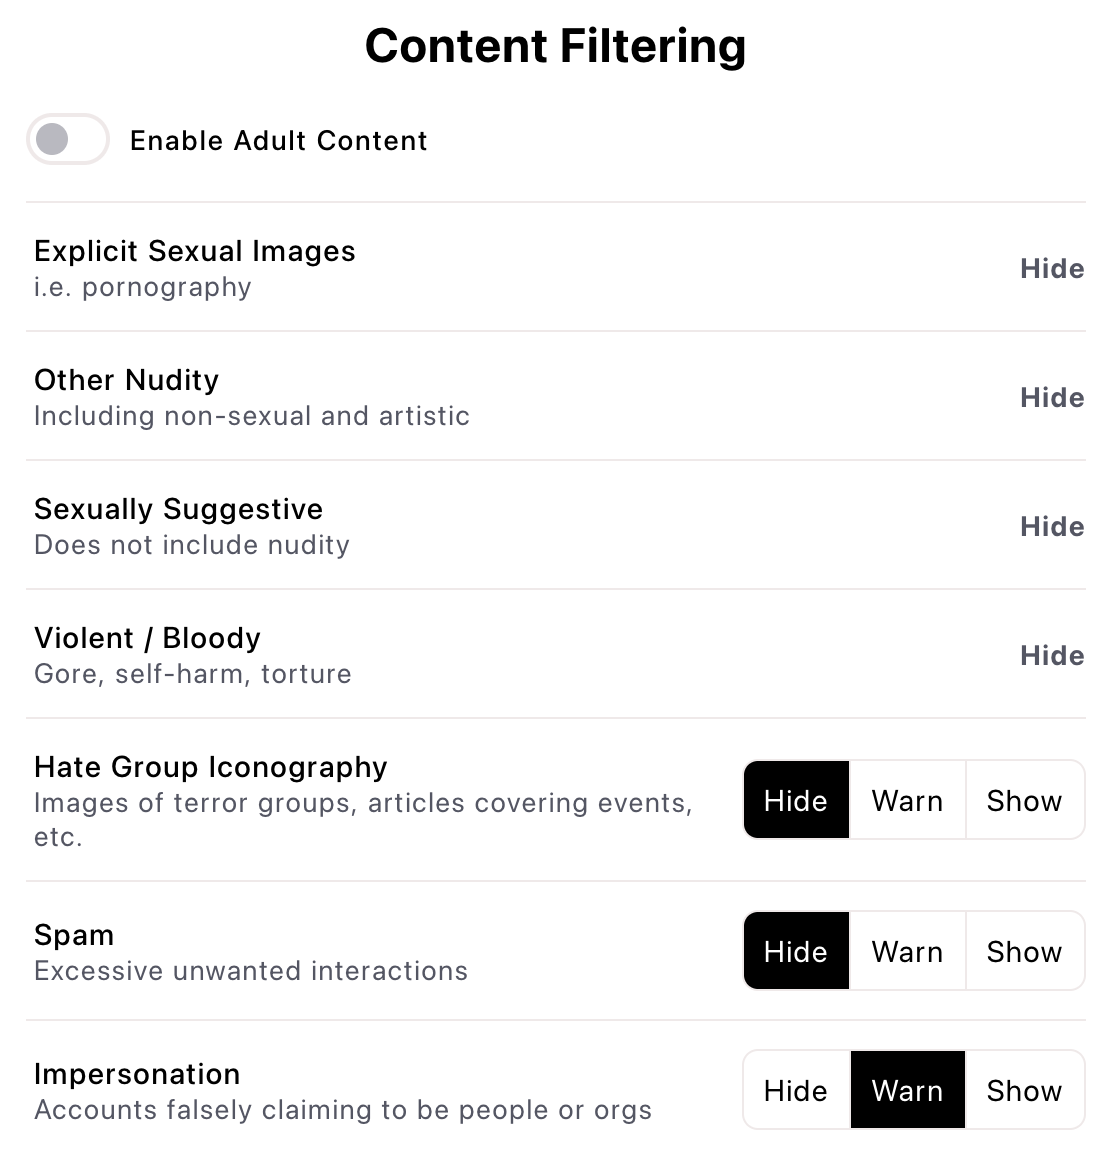 Content Filtering
Enable Adult Content
Explicit Sexual Images
i.e. pornography
Hide
Other Nudity
Including non-sexual and artistic
Hide
Sexually Suggestive
Does not include nudity
Hide
Violent / Bloody
Gore, self-harm, torture
Hide
Hate Group Iconography
Images of terror groups, articles covering events,
etc.
Hide Warn Show
Spam
Excessive unwanted interactions
Hide Warn Show
Impersonation
Accounts falsely claiming to be people or orgs
Hide Warn Show